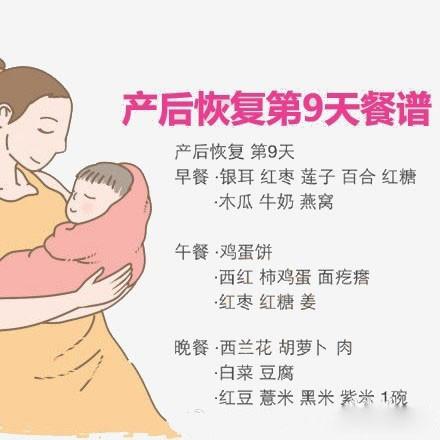 产后恢复第9天餐谱
产后恢复 第9天
早餐 ·银耳 红枣 莲子 百合 红糖
·木瓜 牛奶 燕窝
午餐 ·鸡蛋饼
·西红 柿鸡蛋 面疙瘩
·红枣 红糖 姜
晚餐 ·西兰花 胡萝卜 肉
·白菜 豆腐
·红豆 薏米 黑米 紫米 1碗